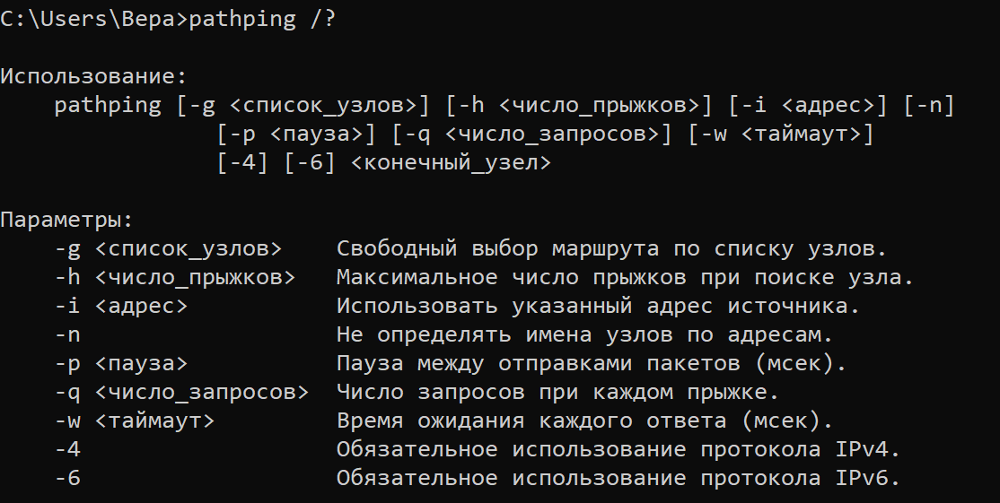 C:\Users\Вера>pathping /?
Использование:
pathping [-g <список_узлов>] [-h <число_прыжков>] [-i <адрес>] [-n]
[-p <пауза>] [-q <число_запросов>] [-w <таймаут>]
[-4] [-6] <конечный_узел>
Параметры:
-g <список_узлов> Свободный выбор маршрута по списку узлов.
-h <число_прыжков> Максимальное число прыжков при поиске узла.
-i <адрес> Использовать указанный адрес источника.
-n Не определять имена узлов по адресам.
-p <пауза> Пауза между отправками пакетов (мсек).
-q <число_запросов> Число запросов при каждом прыжке.
-w <таймаут> Время ожидания каждого ответа (мсек).
-4 Обязательное использование протокола IPv4.
-6 Обязательное использование протокола IPv6.